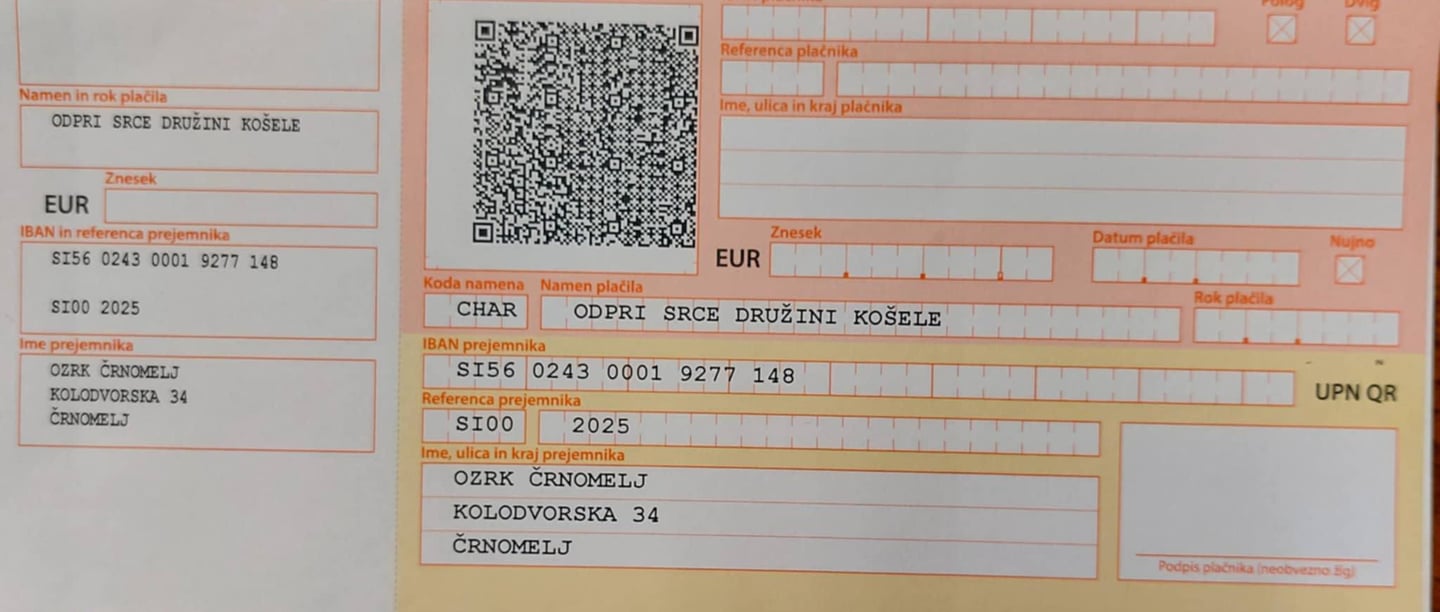 Namen in rok plačila
ODPRI SRCE DRUŽINI KOŠELE
Znesek
EUR
IBAN in referenca prejemnika
SI56 0243 0001 9277 148
SI00 2025
Ime prejemnika
OZRK ČRNOMELJ
KOLODVORSKA 34
ČRNOMELJ
Polog Dvig
Referenca plačnika
Ime, ulica in kraj plačnika
Znesek
EUR
Datum plačila
Nujno
Koda namena
CHAR
Namen plačila
ODPRI SRCE DRUŽINI KOŠELE
Rok plačila
IBAN prejemnika
SI56 0243 0001 9277 148
UPN QR
Referenca prejemnika
SI00 2025
Ime, ulica in kraj prejemnika
OZRK ČRNOMELJ
KOLODVORSKA 34
ČRNOMELJ
Podpis plačnika (neobvezno žig)